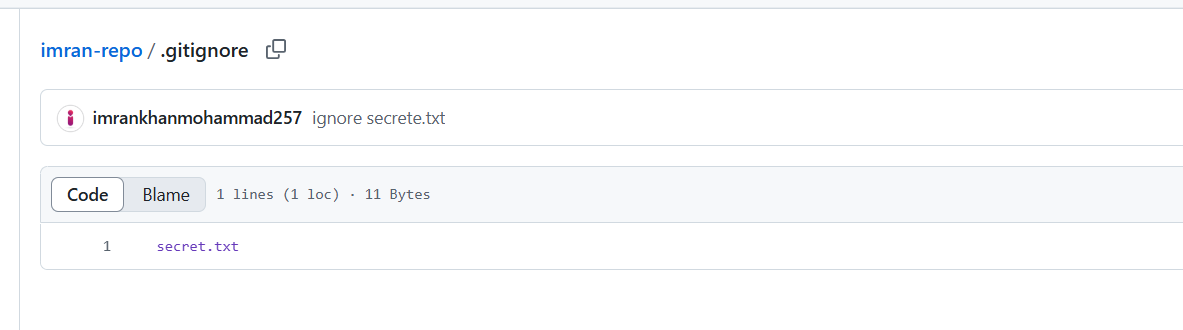 imran-repo / .gitignore
imrankhanmohammad257 ignore secrete.txt
Code Blame 1 lines (1 loc) · 11 Bytes
1 secret.txt